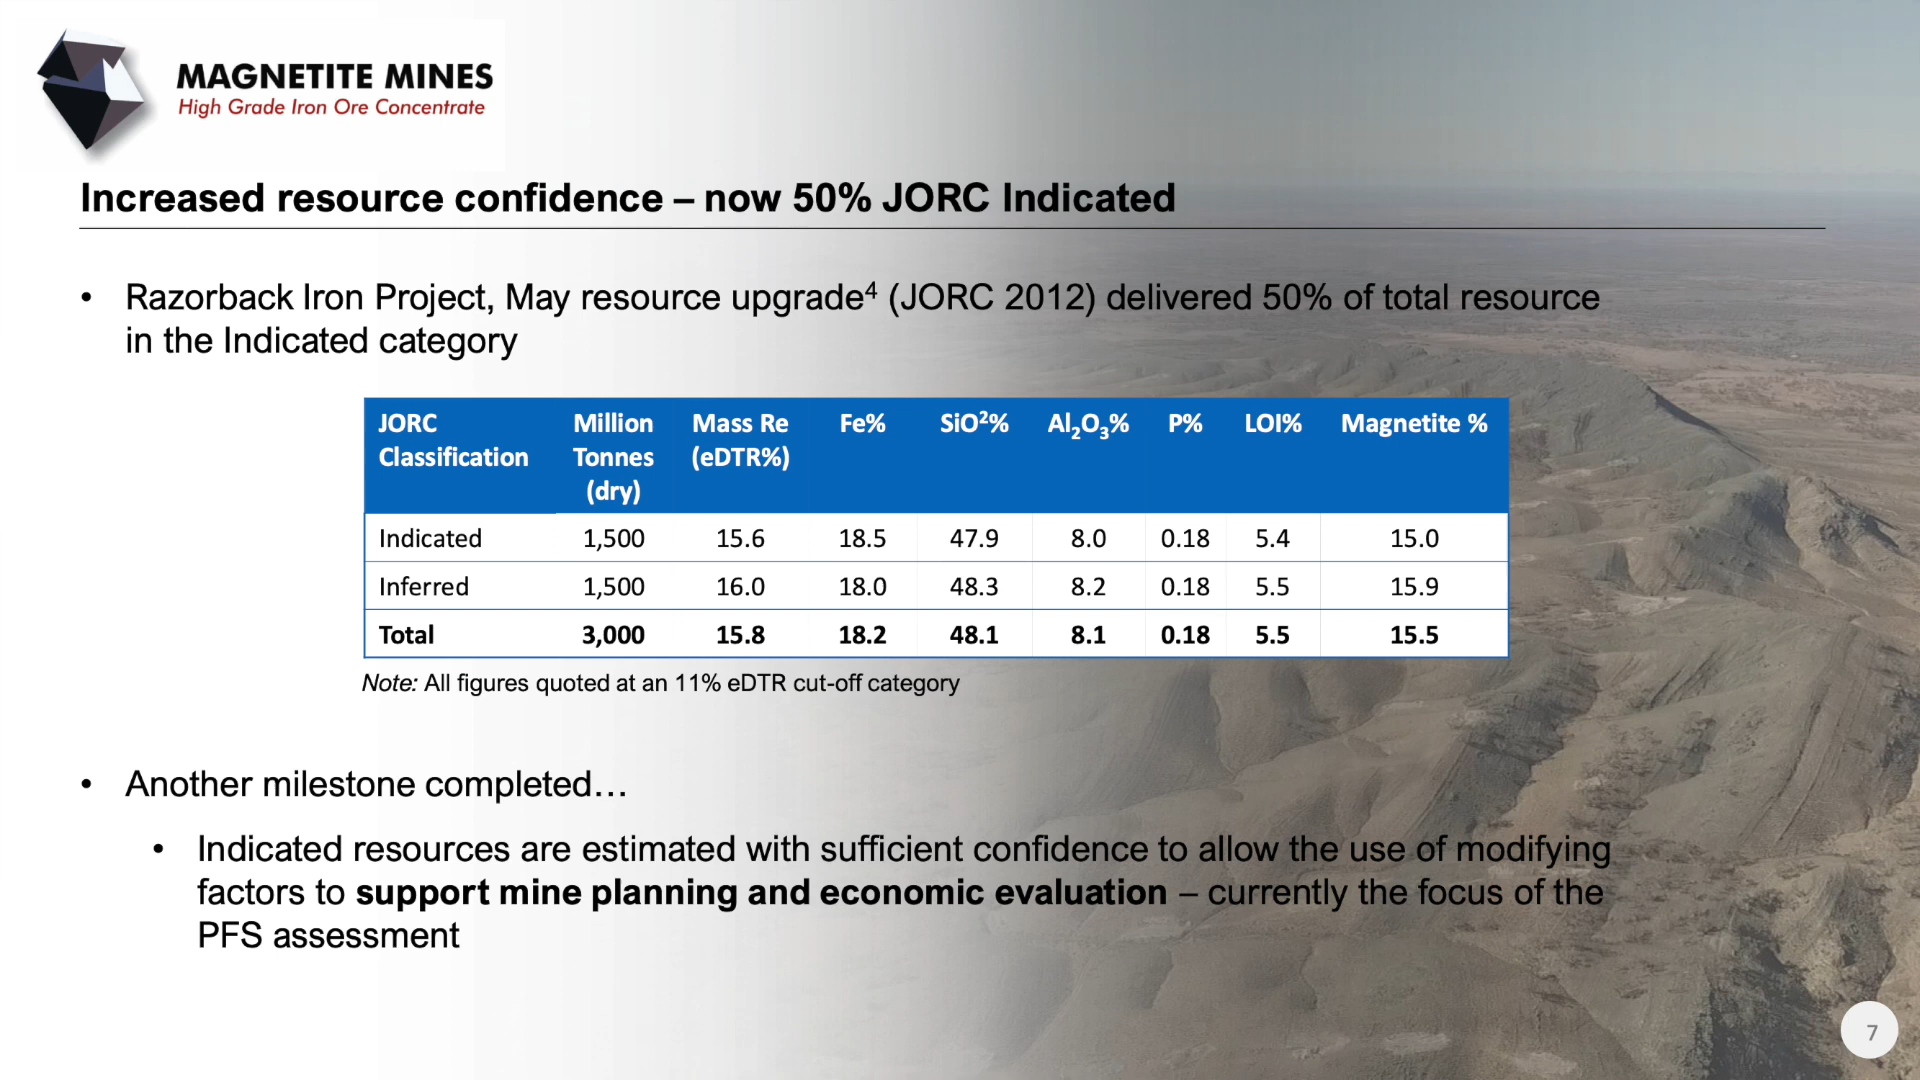 MAGNETITE MINES
High Grade Iron Ore Concentrate
Increased resource confidence – now 50% JORC Indicated
• Razorback Iron Project, May resource upgrade⁴ (JORC 2012) delivered 50% of total resource
in the Indicated category
JORC Classification Million Tonnes (dry) Mass Re (eDTR%) Fe% SiO²% Al₂O₃% P% LOI% Magnetite %
Indicated 1,500 15.6 18.5 47.9 8.0 0.18 5.4 15.0
Inferred 1,500 16.0 18.0 48.3 8.2 0.18 5.5 15.9
Total 3,000 15.8 18.2 48.1 8.1 0.18 5.5 15.5
Note: All figures quoted at an 11% eDTR cut-off category
• Another milestone completed…
• Indicated resources are estimated with sufficient confidence to allow the use of modifying
factors to support mine planning and economic evaluation – currently the focus of the
PFS assessment
7